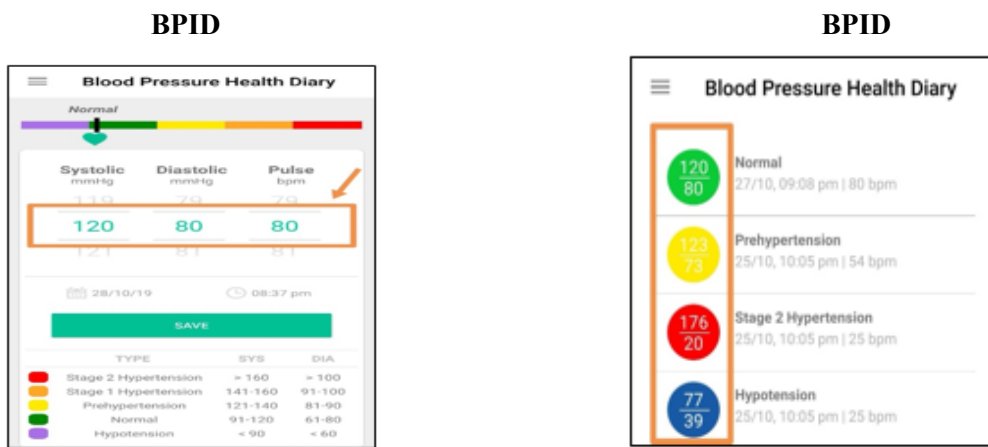 BPID
BPID
Blood Pressure Health Diary
Normal
Systolic Diastolic Pulse
mmHg mmHg bpm
119 79 79
120 80 80
121 81 81
28/10/19 08:37 pm
SAVE
TYPE SYS DIA
Stage 2 Hypertension > 160 > 100
Stage 1 Hypertension 141-160 91-100
Prehypertension 121-140 81-90
Normal 91-120 61-80
Hypotension < 90 < 60
Blood Pressure Health Diary
120
80
Normal
27/10, 09:08 pm | 80 bpm
123
73
Prehypertension
25/10, 10:05 pm | 54 bpm
176
20
Stage 2 Hypertension
25/10, 10:05 pm | 25 bpm
77
39
Hypotension
25/10, 10:05 pm | 25 bpm